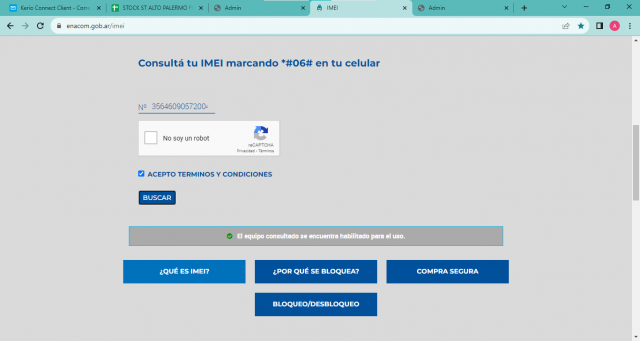 Kerio Connect Client - Corre
STOCK ST ALTO PALERMO /
Admin
IMEI
Admin
enacom.gob.ar/imei
A
Consultá tu IMEI marcando *#06# en tu celular
Nº 3564609057200
No soy un robot
reCAPTCHA
Privacidad - Términos
ACEPTO TERMINOS Y CONDICIONES
BUSCAR
El equipo consultado se encuentra habilitado para el uso.
¿QUÉ ES IMEI?
¿POR QUÉ SE BLOQUEA?
COMPRA SEGURA
BLOQUEO/DESBLOQUEO